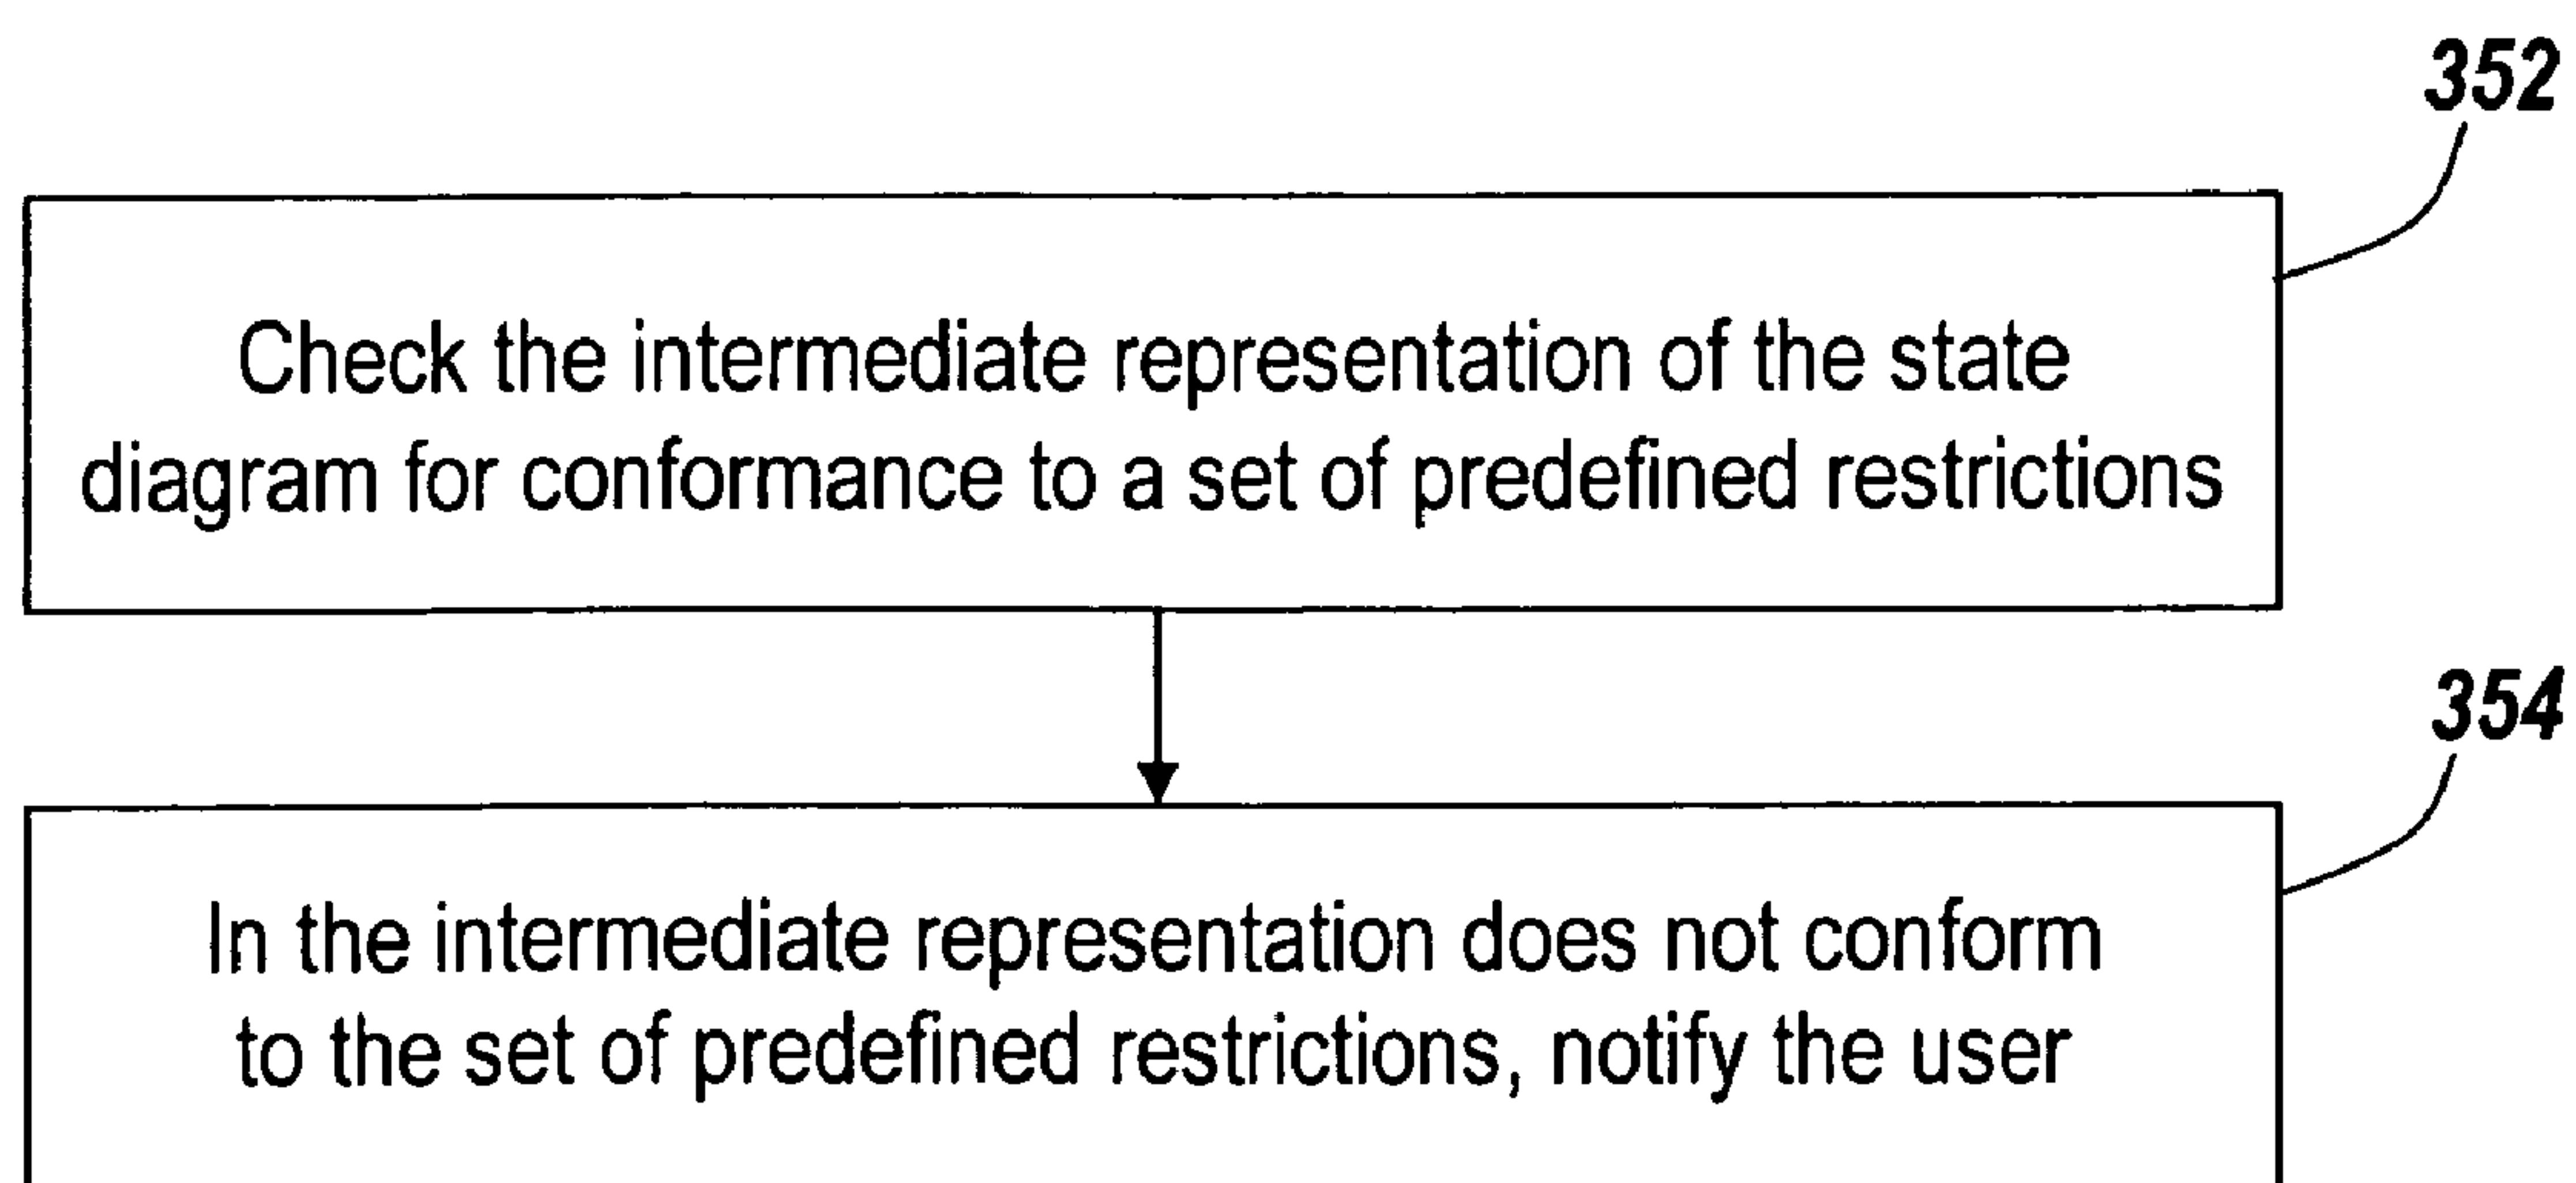 352
Check the intermediate representation of the state
diagram for conformance to a set of predefined restrictions
354
In the intermediate representation does not conform
to the set of predefined restrictions, notify the user